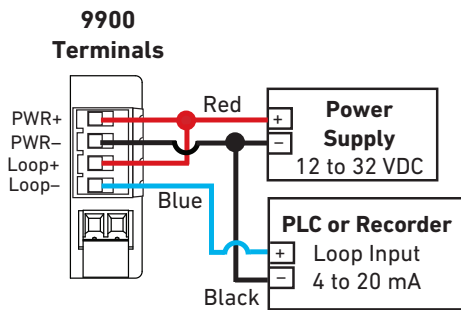 9900
Terminals
PWR+
PWR–
Loop+
Loop–
Red
Blue
Black
+
–
Power
Supply
12 to 32 VDC
PLC or Recorder
+
Loop Input
–
4 to 20 mA